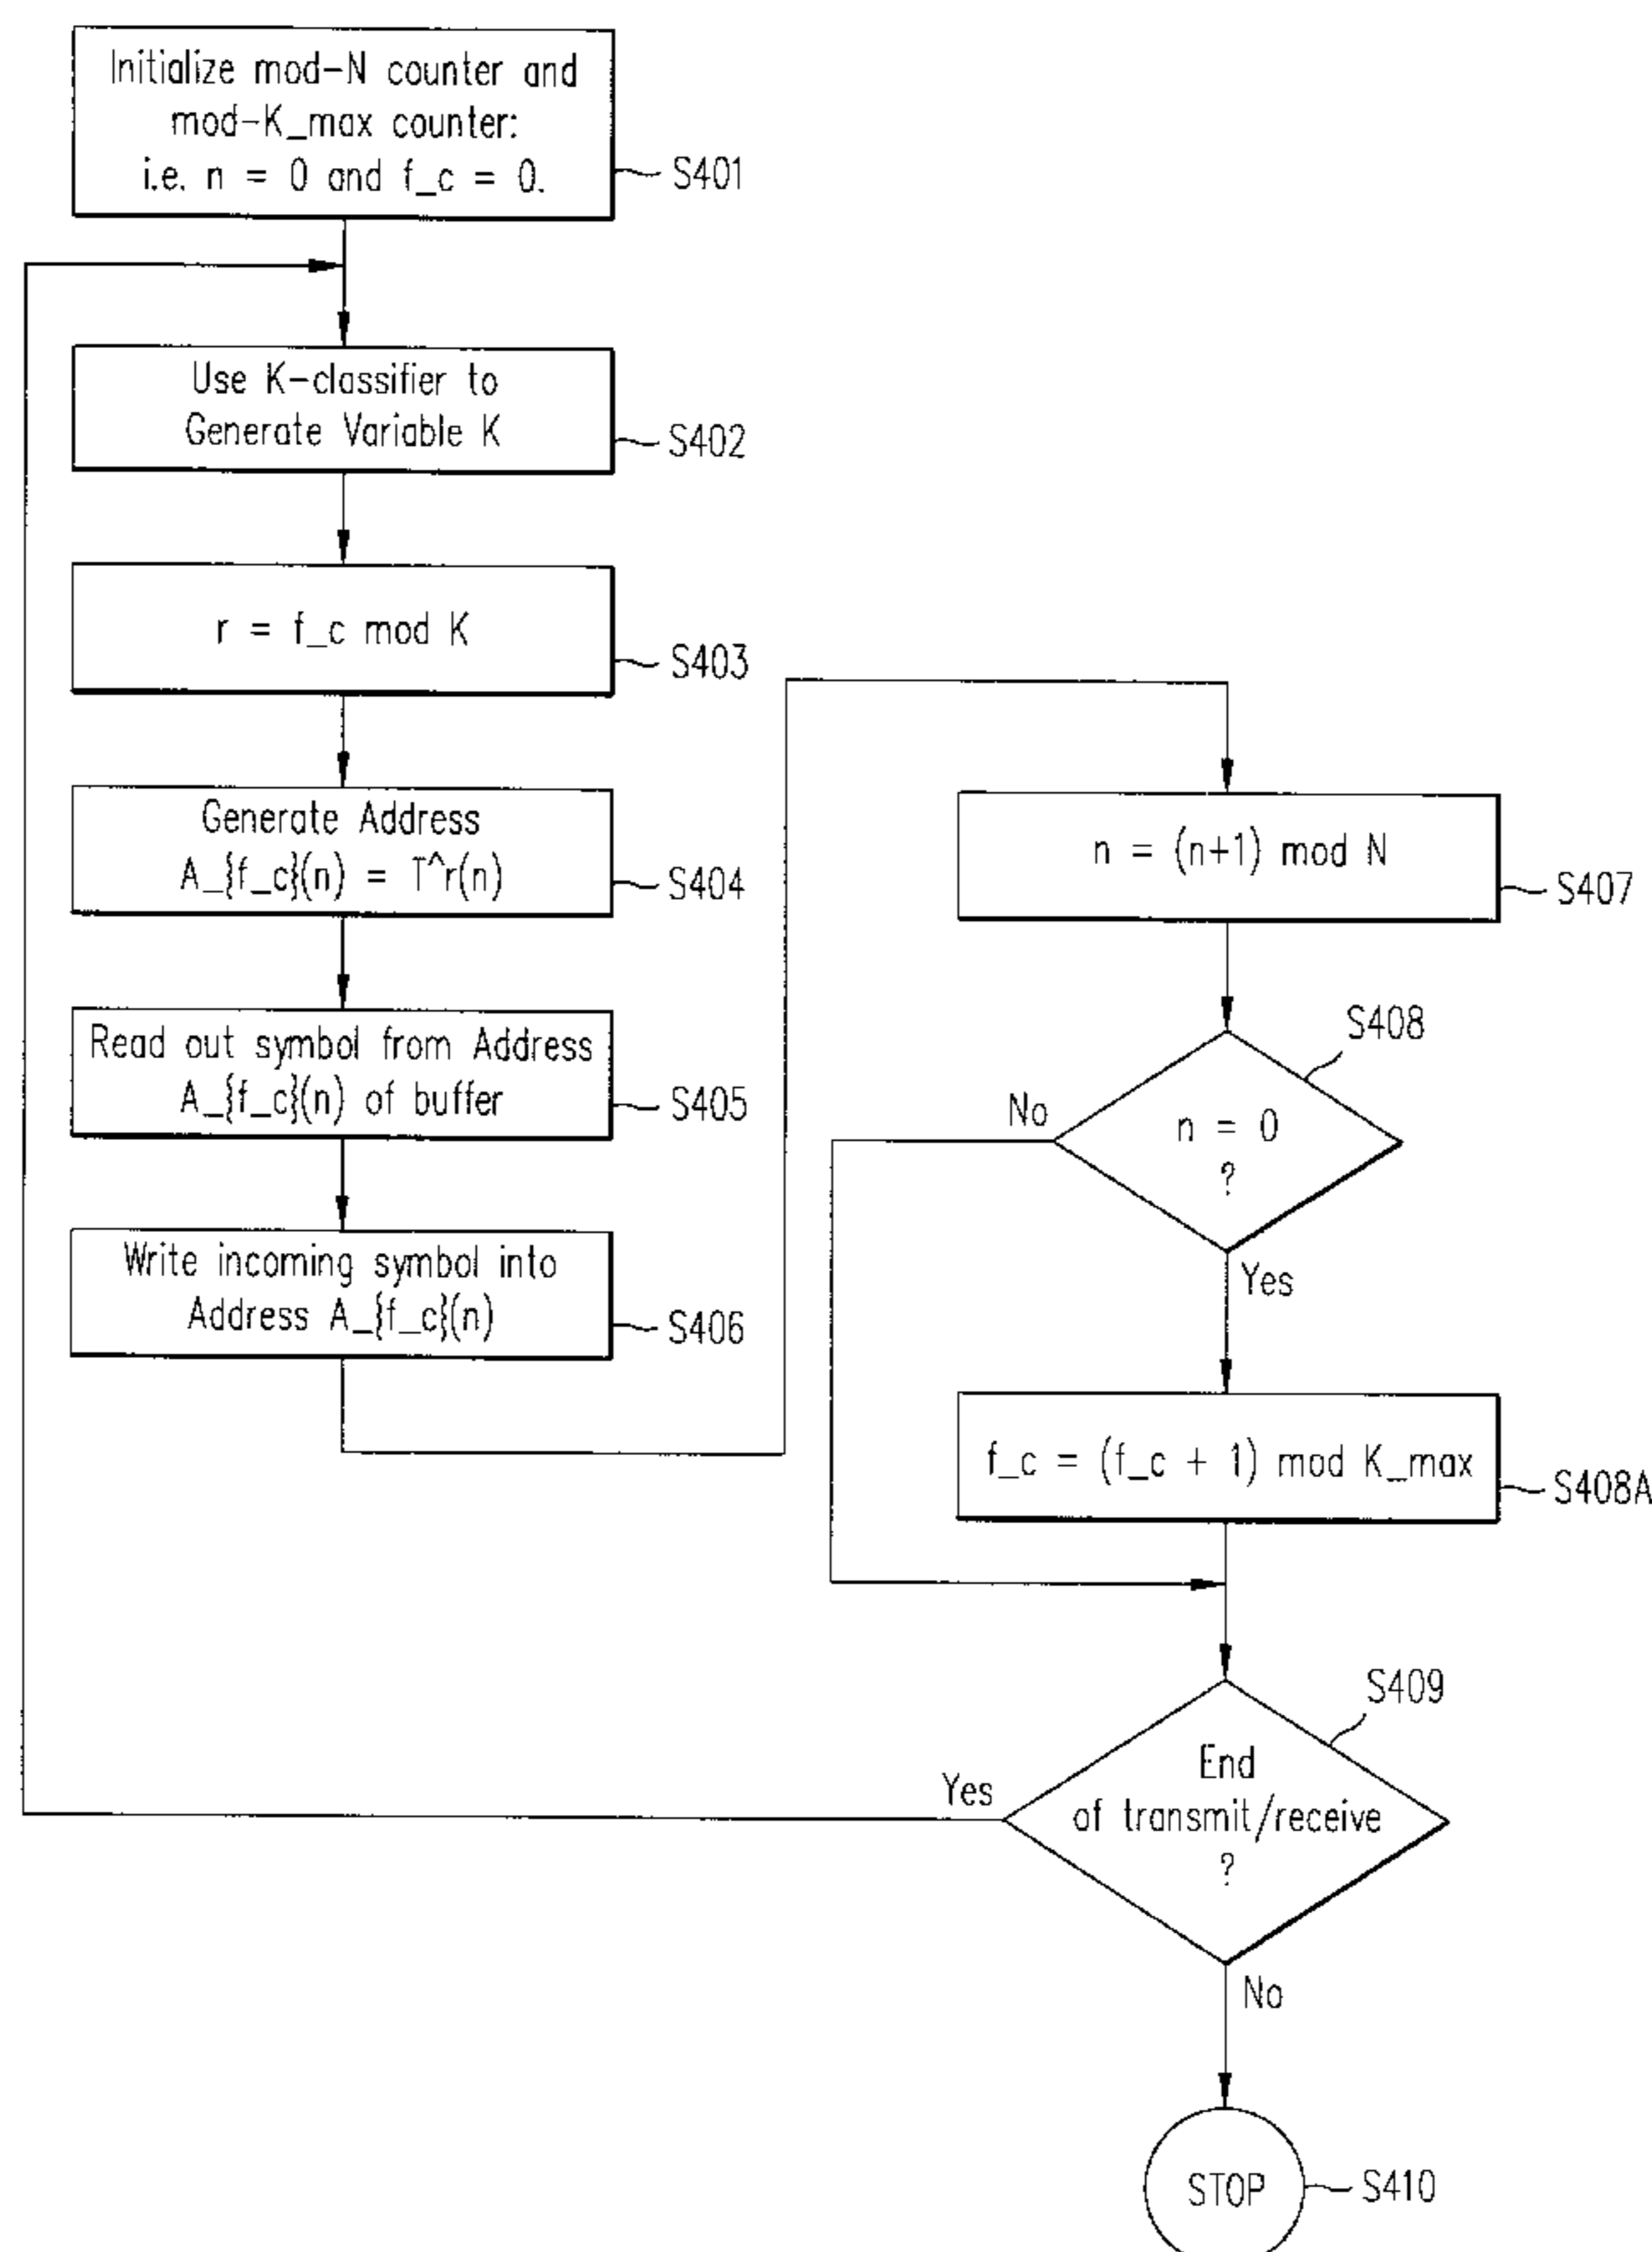 Initialize mod-N counter and
mod-K_max counter:
i.e. n = 0 and f_c = 0.
S401
Use K-classifier to
Generate Variable K
S402
r = f_c mod K
S403
Generate Address
A_{f_c}(n) = T^r(n)
S404
Read out symbol from Address
A_{f_c}(n) of buffer
S405
Write incoming symbol into
Address A_{f_c}(n)
S406
n = (n+1) mod N
S407
S408
n = 0
?
No
Yes
f_c = (f_c + 1) mod K_max
S408A
S409
End
of transmit/receive
?
Yes
No
STOP
S410